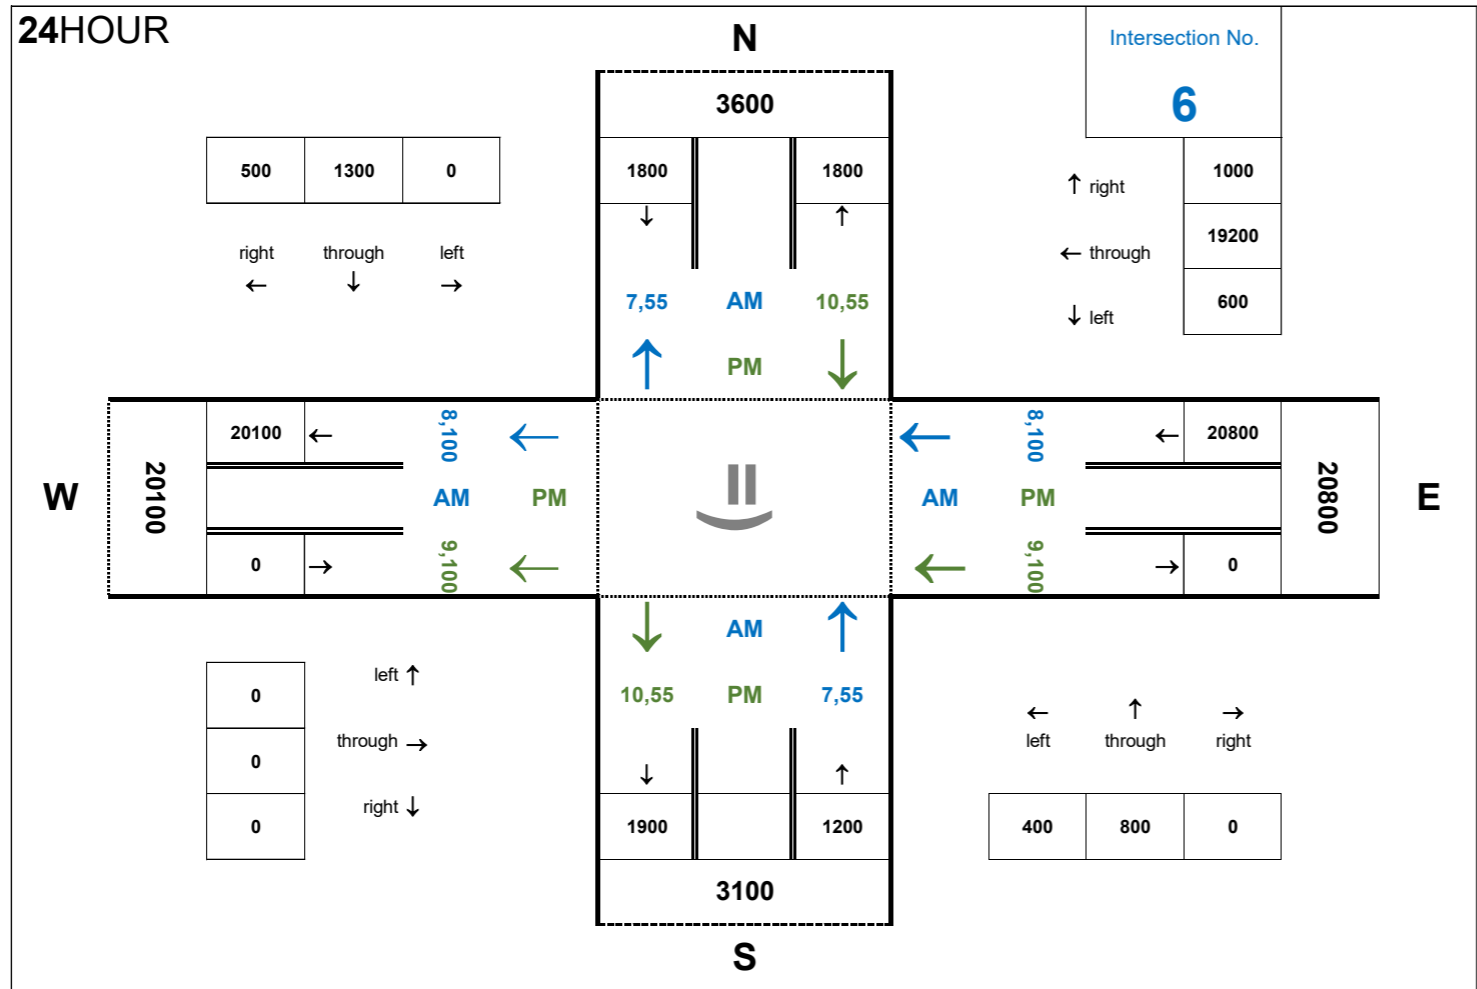 24HOUR
N
Intersection No.
6
3600
500 1300 0
1800 1800
↑ right 1000
← through 19200
↓ left 600
right through left
← ↓ →
↓ ↑
7,55 AM 10,55
↑ PM ↓
20100 ← 8,100 ← ← 8,100 ← 20800
W 20100 AM PM AM PM 20800 E
0 → 9,100 ← ← 9,100 → 0
↓ AM ↑
10,55 PM 7,55
0 left ↑
0 through →
0 right ↓
← ↑ →
left through right
↓ ↑
1900 1200
400 800 0
3100
S